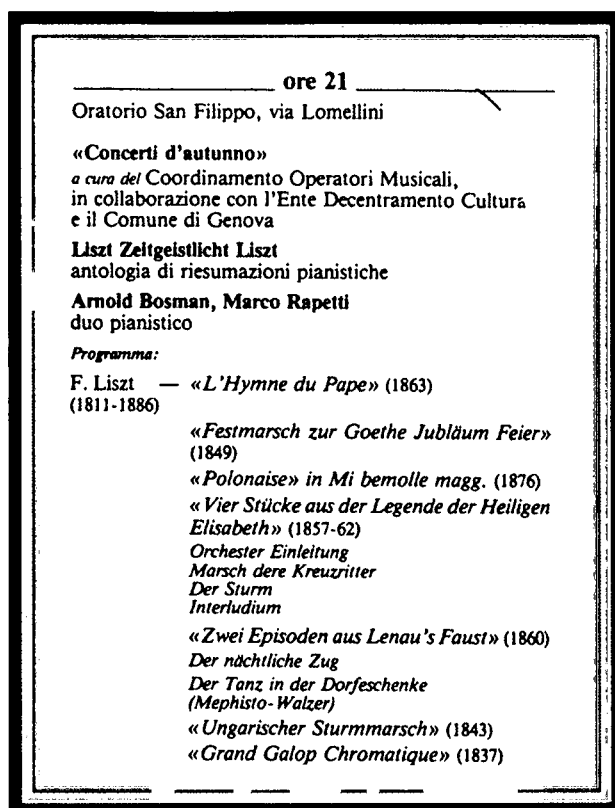 ore 21
Oratorio San Filippo, via Lomellini
«Concerti d'autunno»
a cura del Coordinamento Operatori Musicali,
in collaborazione con l'Ente Decentramento Cultura
e il Comune di Genova
Liszt Zeitgeistlicht Liszt
antologia di riesumazioni pianistiche
Arnold Bosman, Marco Rapetti
duo pianistico
Programma:
F. Liszt — «L'Hymne du Pape» (1863)
(1811-1886)
«Festmarsch zur Goethe Jubläum Feier»
(1849)
«Polonaise» in Mi bemolle magg. (1876)
«Vier Stücke aus der Legende der Heiligen
Elisabeth» (1857-62)
Orchester Einleitung
Marsch dere Kreuzritter
Der Sturm
Interludium
«Zwei Episoden aus Lenau's Faust» (1860)
Der nächtliche Zug
Der Tanz in der Dorfeschenke
(Mephisto-Walzer)
«Ungarischer Sturmmarsch» (1843)
«Grand Galop Chromatique» (1837)